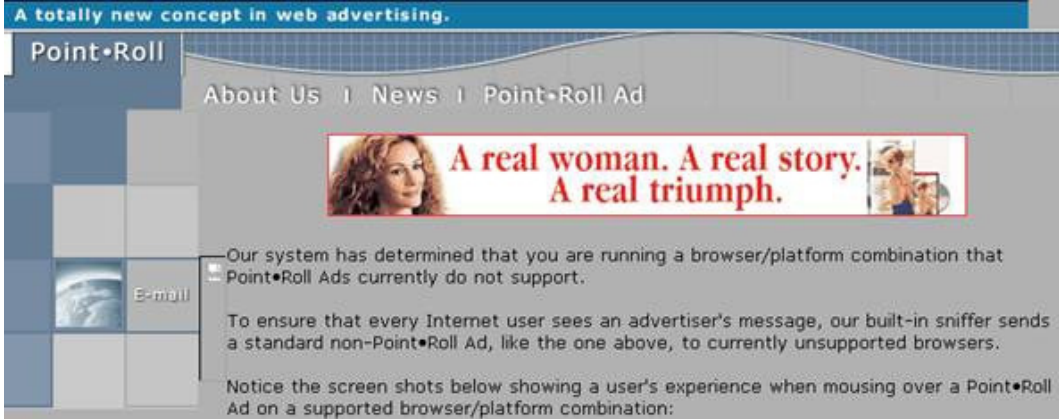 A totally new concept in web advertising.
Point•Roll
About Us | News | Point•Roll Ad
A real woman. A real story.
A real triumph.
Our system has determined that you are running a browser/platform combination that
Point•Roll Ads currently do not support.
E-mail
To ensure that every Internet user sees an advertiser's message, our built-in sniffer sends
a standard non-Point•Roll Ad, like the one above, to currently unsupported browsers.
Notice the screen shots below showing a user's experience when mousing over a Point•Roll
Ad on a supported browser/platform combination: